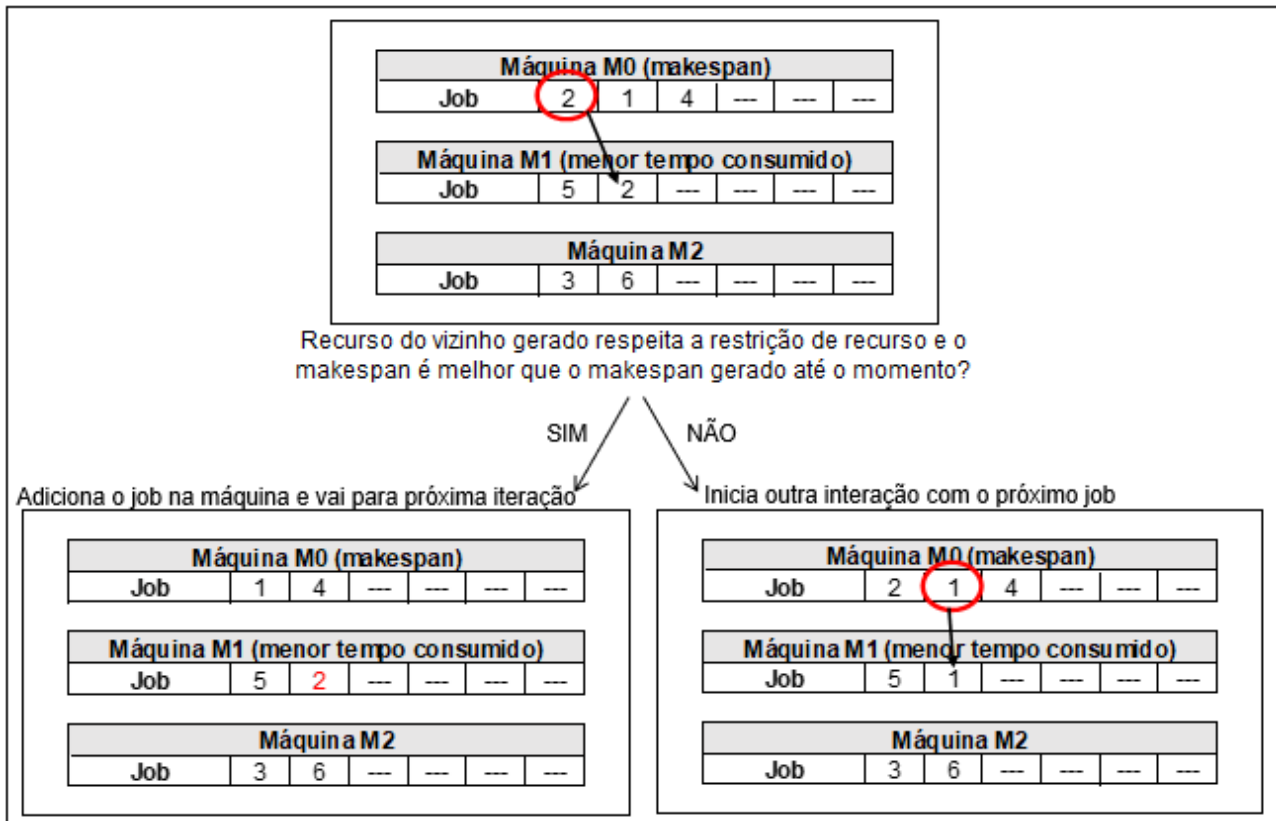 Máquina M0 (makespan)
Job 2 1 4 --- --- ---
Máquina M1 (menor tempo consumido)
Job 5 2 --- --- --- ---
Máquina M2
Job 3 6 --- --- --- ---
Recurso do vizinho gerado respeita a restrição de recurso e o
makespan é melhor que o makespan gerado até o momento?
SIM NÃO
Adiciona o job na máquina e vai para próxima iteração
Máquina M0 (makespan)
Job 1 4 --- --- --- ---
Máquina M1 (menor tempo consumido)
Job 5 2 --- --- --- ---
Máquina M2
Job 3 6 --- --- --- ---
Inicia outra interação com o próximo job
Máquina M0 (makespan)
Job 2 1 4 --- --- ---
Máquina M1 (menor tempo consumido)
Job 5 1 --- --- --- ---
Máquina M2
Job 3 6 --- --- --- ---